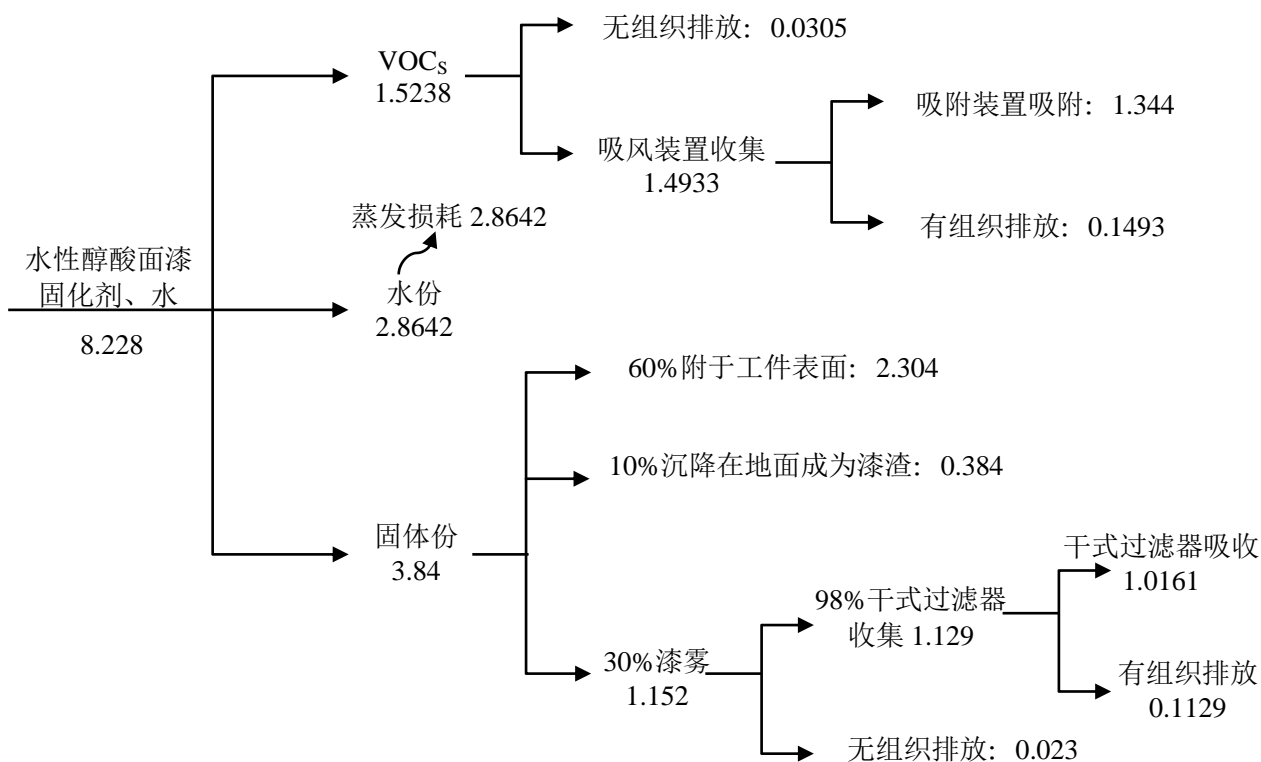 无组织排放：0.0305
VOCS
1.5238
吸附装置吸附：1.344
吸风装置收集
1.4933
蒸发损耗 2.8642
有组织排放：0.1493
水性醇酸面漆
固化剂、水
8.228
水份
2.8642
60%附于工件表面：2.304
10%沉降在地面成为漆渣：0.384
固体份
3.84
干式过滤器吸收
1.0161
98%干式过滤器
收集 1.129
30%漆雾
1.152
有组织排放
0.1129
无组织排放：0.023